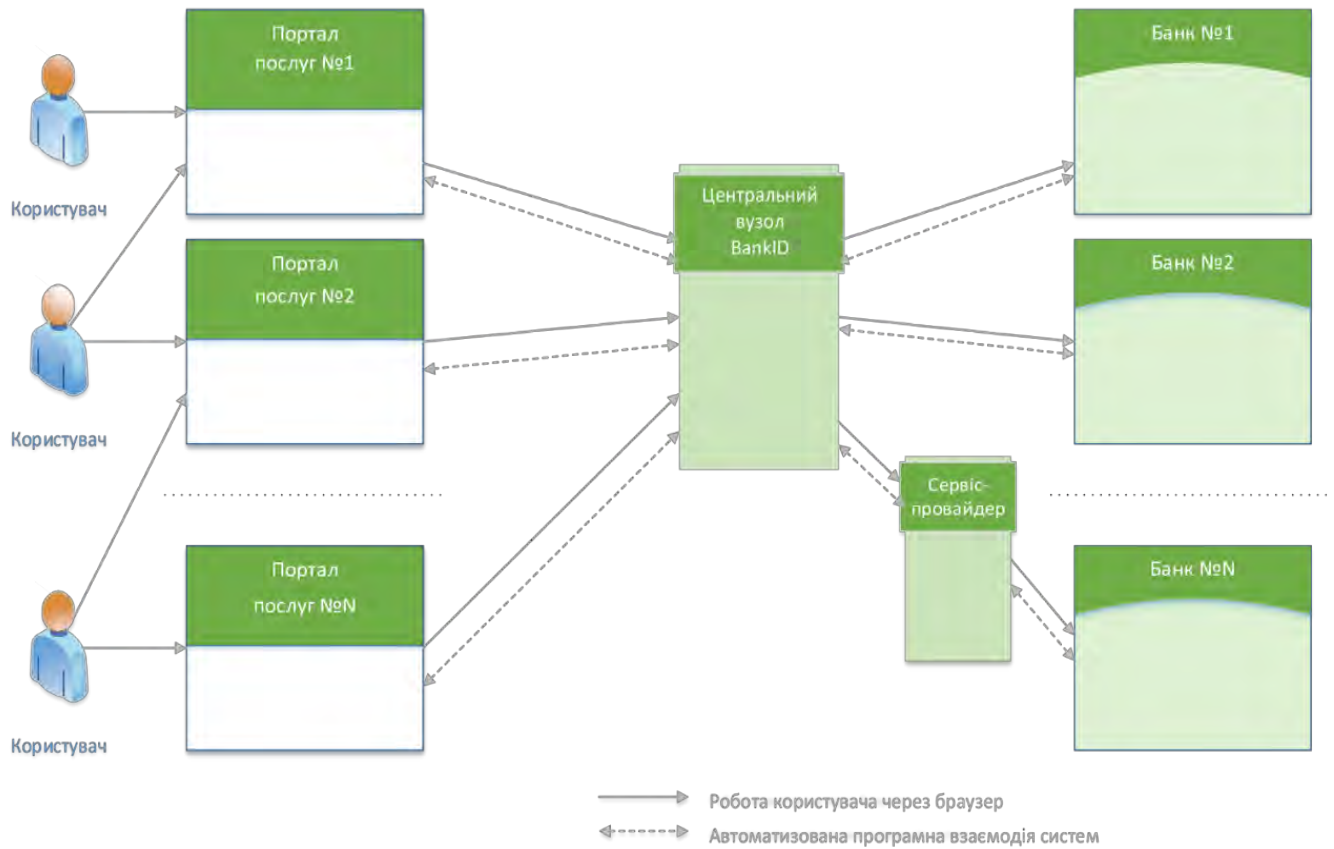 Портал
послуг №1
Банк №1
Користувач
Центральний
вузол
BankID
Портал
послуг №2
Банк №2
Користувач
Сервіс-
провайдер
Портал
послуг №N
Банк №N
Користувач
Робота користувача через браузер
Автоматизована програмна взаємодія систем